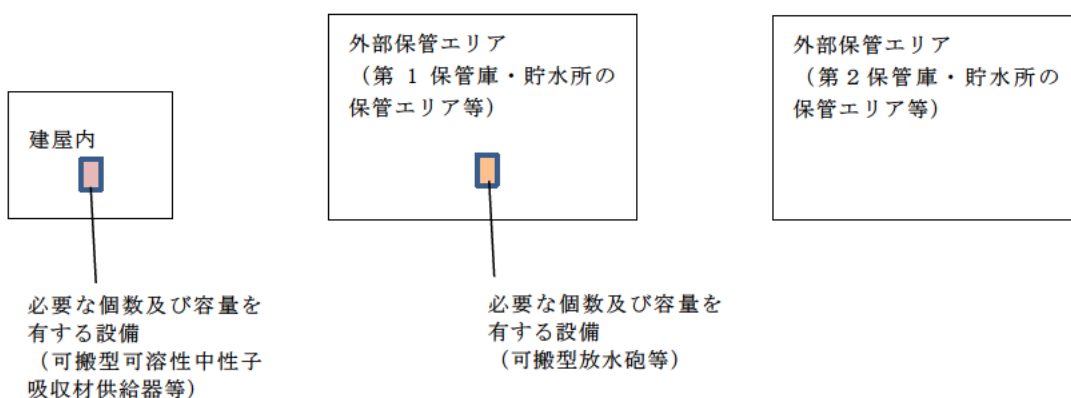 建屋内
必要な個数及び容量を
有する設備
（可搬型可溶性中性子
吸収材供給器等）
外部保管エリア
（第 1 保管庫・貯水所の
保管エリア等）
必要な個数及び容量を
有する設備
（可搬型放水砲等）
外部保管エリア
（第２保管庫・貯水所の
保管エリア等）